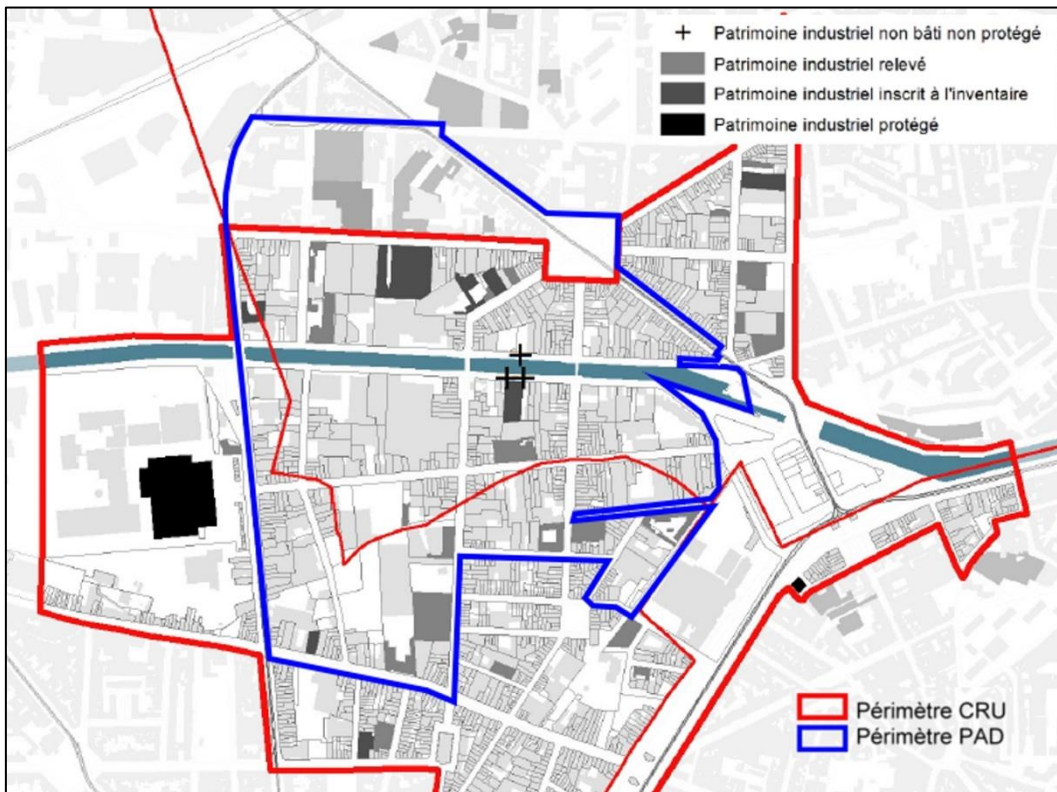 Patrimoine industriel non bâti non protégé
Patrimoine industriel relevé
Patrimoine industriel inscrit à l'inventaire
Patrimoine industriel protégé
Périmètre CRU
Périmètre PAD